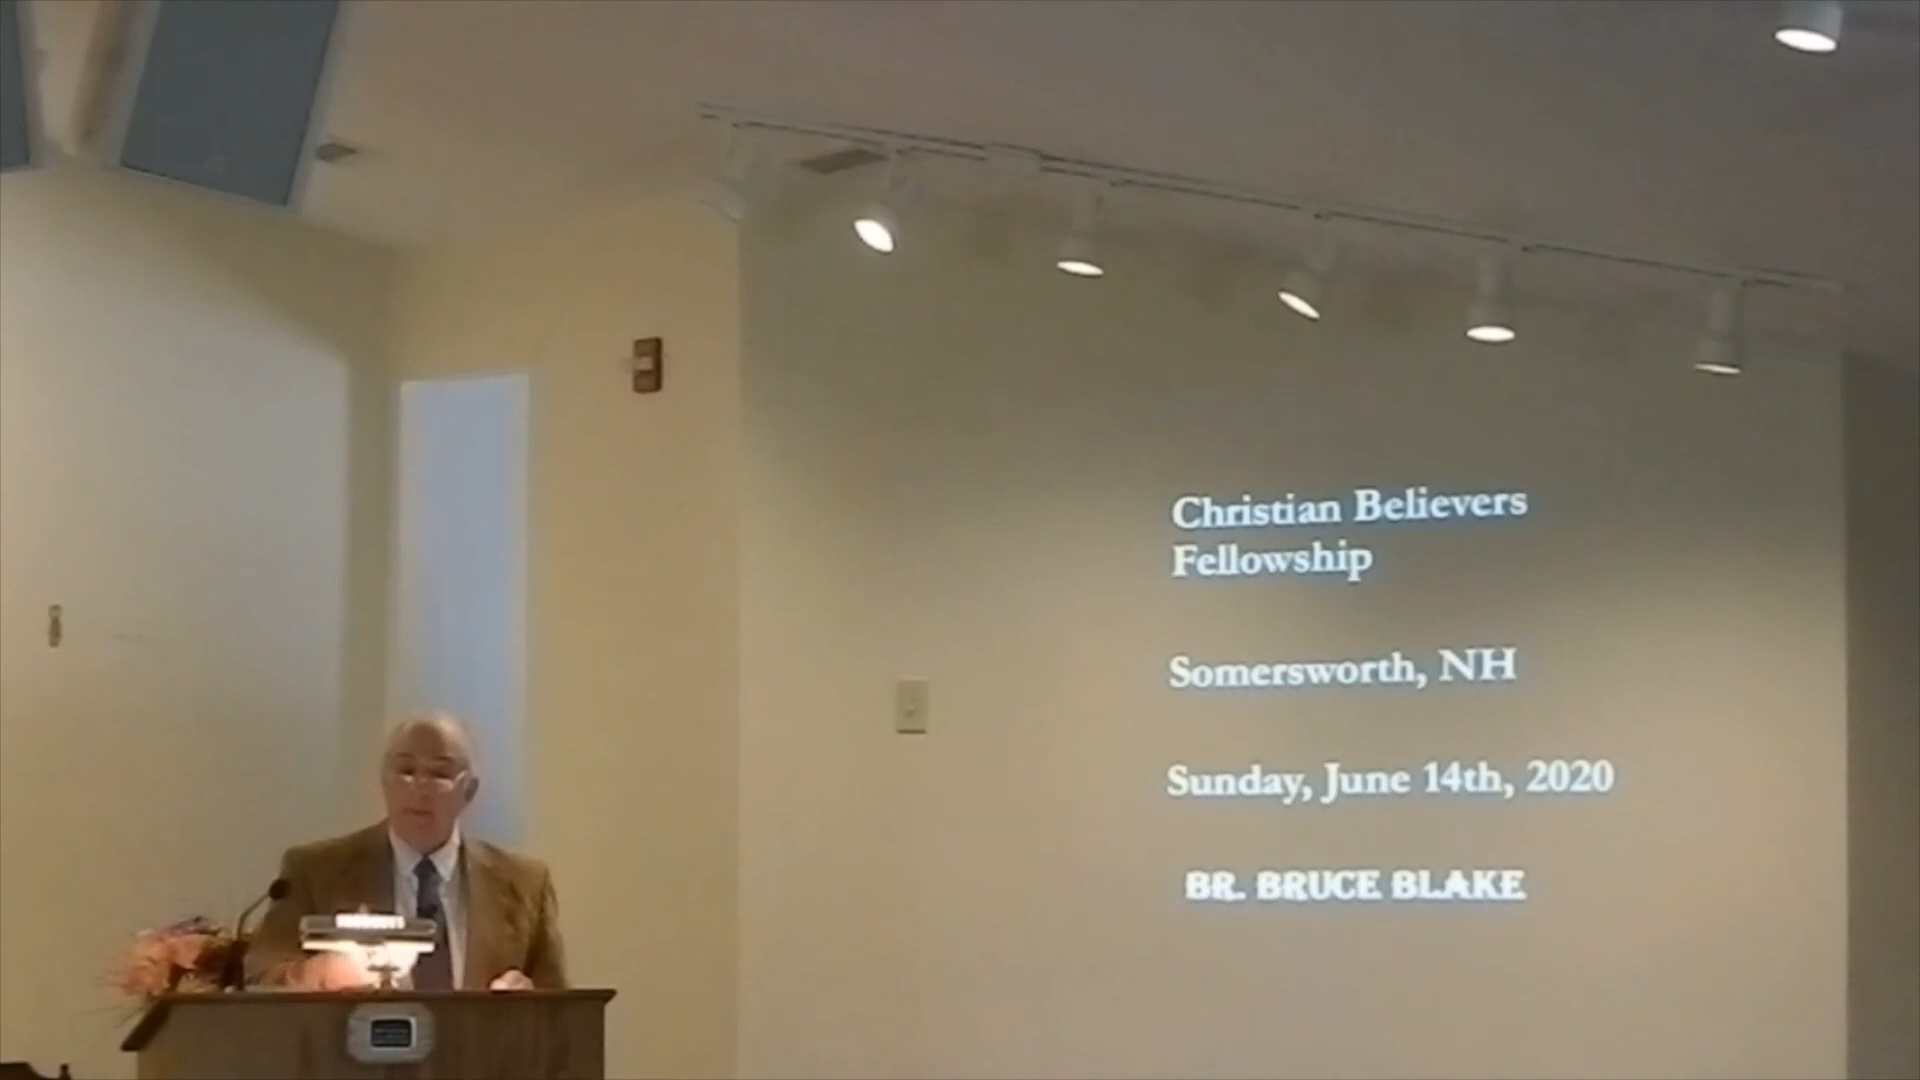 Christian Believers
Fellowship
Somersworth, NH
Sunday, June 14th, 2020
BR. BRUCE BLAKE